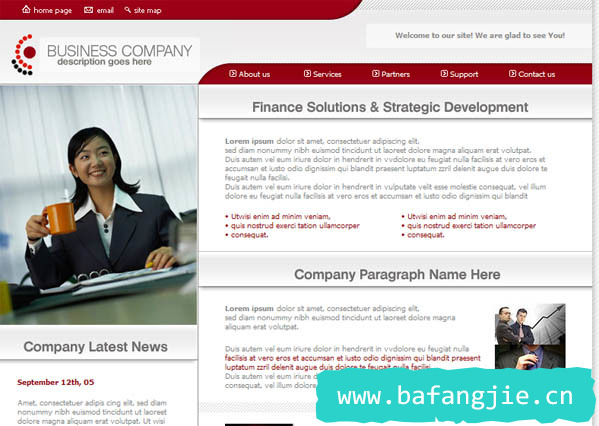 home page email site map
BUSINESS COMPANY
description goes here
Welcome to our site! We are glad to see You!
About us Services Partners Support Contact us
Finance Solutions & Strategic Development
Lorem ipsum dolor sit amet, consectetuer adipiscing elit,
sed diam nonummy nibh euismod tincidunt ut laoreet dolore magna aliquam erat volutpat.
Duis autem vel eum iriure dolor in hendrerit in vvdolore eu feugiat nulla facilisis at vero eros et
accumsan et iusto odio dignissim qui blandit praesent luptatum zzril delenit augue duis dolore te
feugait nulla facilisi.
Duis autem vel eum iriure dolor in hendrerit in vulputate velit esse molestie consequat, vel illum
dolore eu feugiat nulla facilisis at vero eros et accumsan et iusto odio dignissim qui blandit
• Utwisi enim ad minim veniam,
• quis nostrud exerci tation ullamcorper
• consequat.
• Utwisi enim ad minim veniam,
• quis nostrud exerci tation ullamcorper
• consequat.
Company Paragraph Name Here
Lorem ipsum dolor sit amet, consectetuer adipiscing elit,
sed diam nonummy nibh euismod tincidunt ut laoreet dolore magna
aliquam erat volutpat.
Duis autem vel eum iriure dolor in hendrerit in vvdolore eu feugiat nulla
facilisis at vero eros et accumsan et iusto odio dignissim qui blandit praesent
luptatum zzril delenit augue duis dolore te feugait nulla facilisi.
Duis autem vel eum iriure dolor in
consequat, vel illum dolore eu
accumsan et iusto odio
Company Latest News
September 12th, 05
Amet, consectetuer adipiscing elit,
sed diam nonummy nibh euismod
tincidunt ut laoreet dolore magna
aliquam erat volutpat. Ut wisi
www.bafangjie.cn